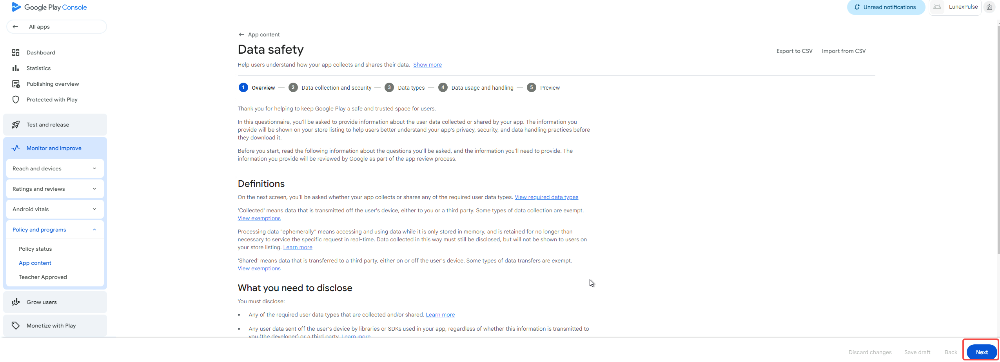 Google Play Console
Unread notifications
LunexPulse
All apps
Dashboard
Statistics
Publishing overview
Protected with Play
Test and release
Monitor and improve
Reach and devices
Ratings and reviews
Android vitals
Policy and programs
Policy status
App content
Teacher Approved
Grow users
Monetize with Play
App content
Data safety
Export to CSV
Import from CSV
Help users understand how your app collects and shares their data. Show more
1 Overview 2 Data collection and security 3 Data types 4 Data usage and handling 5 Preview
Thank you for helping to keep Google Play a safe and trusted space for users.
In this questionnaire, you'll be asked to provide information about the user data collected or shared by your app. The information you
provide will be shown on your store listing to help users better understand your app's privacy, security, and data handling practices before
they download it.
Before you start, read the following information about the questions you'll be asked, and the information you'll need to provide. The
information you provide will be reviewed by Google as part of the app review process.
Definitions
On the next screen, you'll be asked whether your app collects or shares any of the required user data types. View required data types
'Collected' means data that is transmitted off the user's device, either to you or a third party. Some types of data collection are exempt.
View exemptions
Processing data "ephemerally" means accessing and using data while it is only stored in memory, and is retained for no longer than
necessary to service the specific request in real-time. Data collected in this way must still be disclosed, but will not be shown to users on
your store listing. Learn more
'Shared' means data that is transferred to a third party, either on or off the user's device. Some types of data transfers are exempt.
View exemptions
What you need to disclose
You must disclose:
• Any of the required user data types that are collected and/or shared. Learn more
• Any user data sent off the user's device by libraries or SDKs used in your app, regardless of whether this information is transmitted to
you (the developer) or a third party. Learn more
Discard changes
Save draft
Back
Next